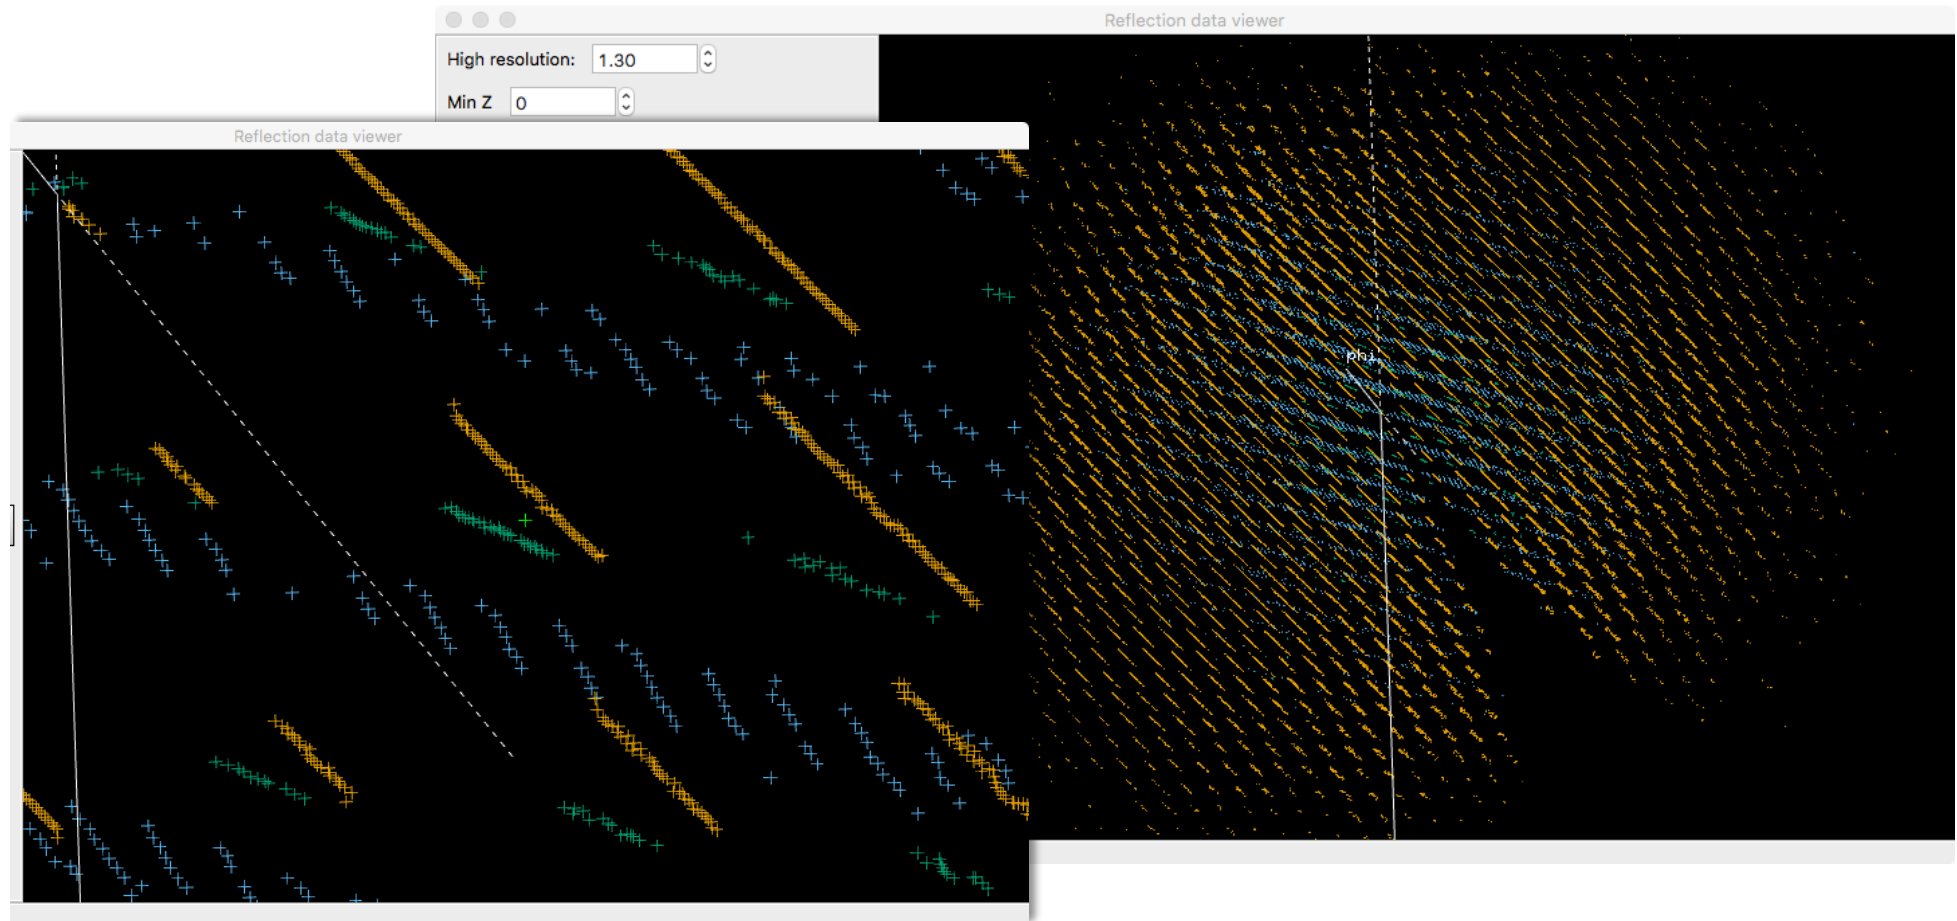 Reflection data viewer
High resolution: 1.30
Min Z 0
Reflection data viewer
phi